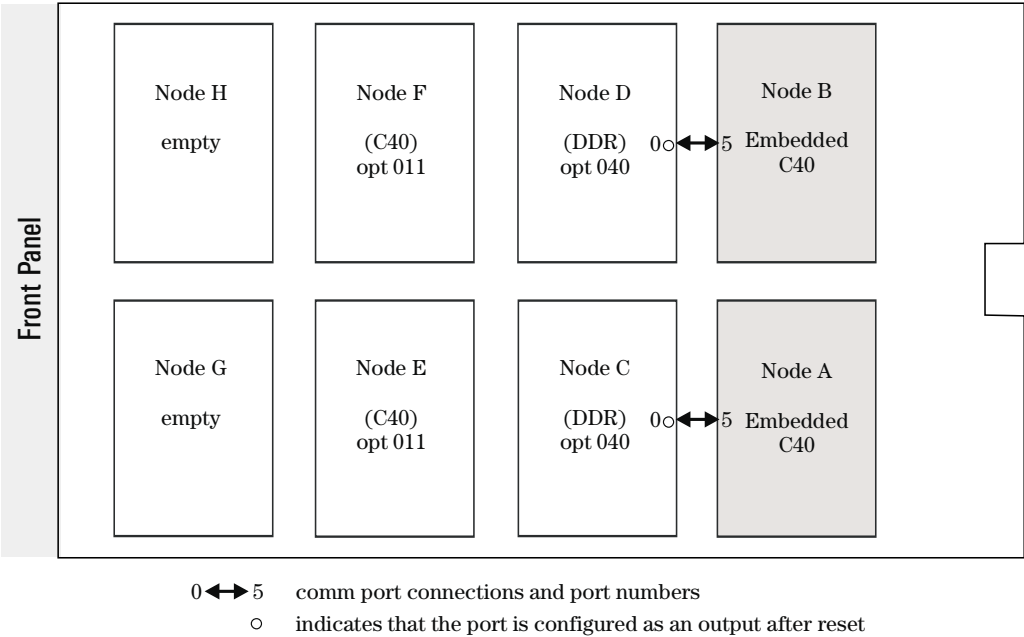 Front Panel
Node H
empty
Node F
(C40)
opt 011
Node D
(DDR)
opt 040
0
5
Node B
Embedded
C40
Node G
empty
Node E
(C40)
opt 011
Node C
(DDR)
opt 040
0
5
Node A
Embedded
C40
0 5 comm port connections and port numbers
indicates that the port is configured as an output after reset